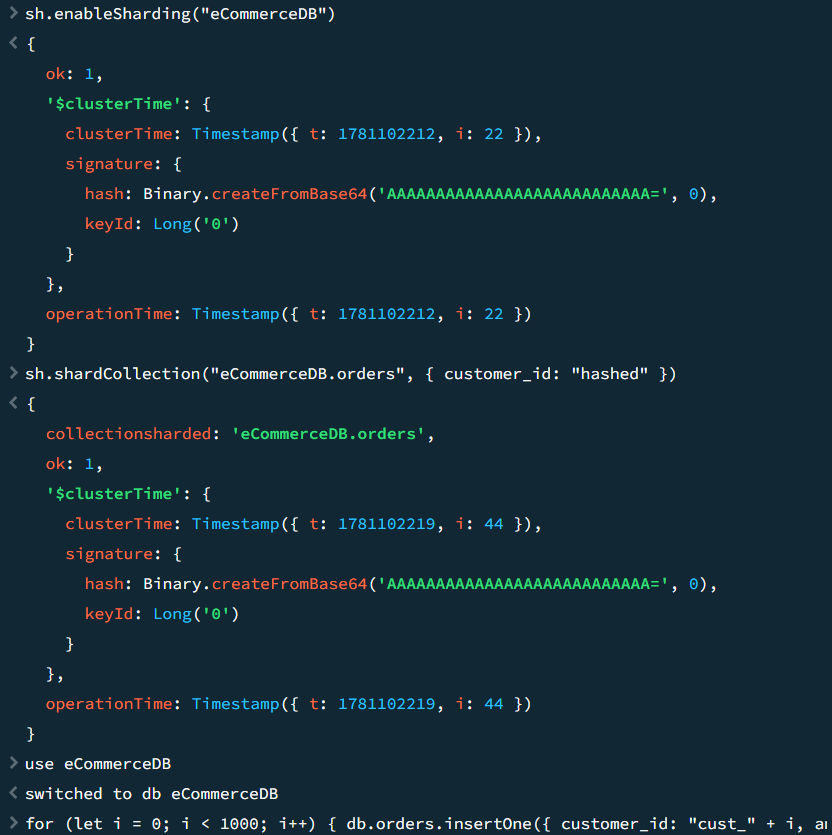 > sh.enableSharding("eCommerceDB")
< {
ok: 1,
'$clusterTime': {
clusterTime: Timestamp({ t: 1781102212, i: 22 }),
signature: {
hash: Binary.createFromBase64('AAAAAAAAAAAAAAAAAAAAAAAAAAA=', 0),
keyId: Long('0')
}
},
operationTime: Timestamp({ t: 1781102212, i: 22 })
}
> sh.shardCollection("eCommerceDB.orders", { customer_id: "hashed" })
< {
collectionsharded: 'eCommerceDB.orders',
ok: 1,
'$clusterTime': {
clusterTime: Timestamp({ t: 1781102219, i: 44 }),
signature: {
hash: Binary.createFromBase64('AAAAAAAAAAAAAAAAAAAAAAAAAAA=', 0),
keyId: Long('0')
}
},
operationTime: Timestamp({ t: 1781102219, i: 44 })
}
> use eCommerceDB
< switched to db eCommerceDB
> for (let i = 0; i < 1000; i++) { db.orders.insertOne({ customer_id: "cust_" + i,